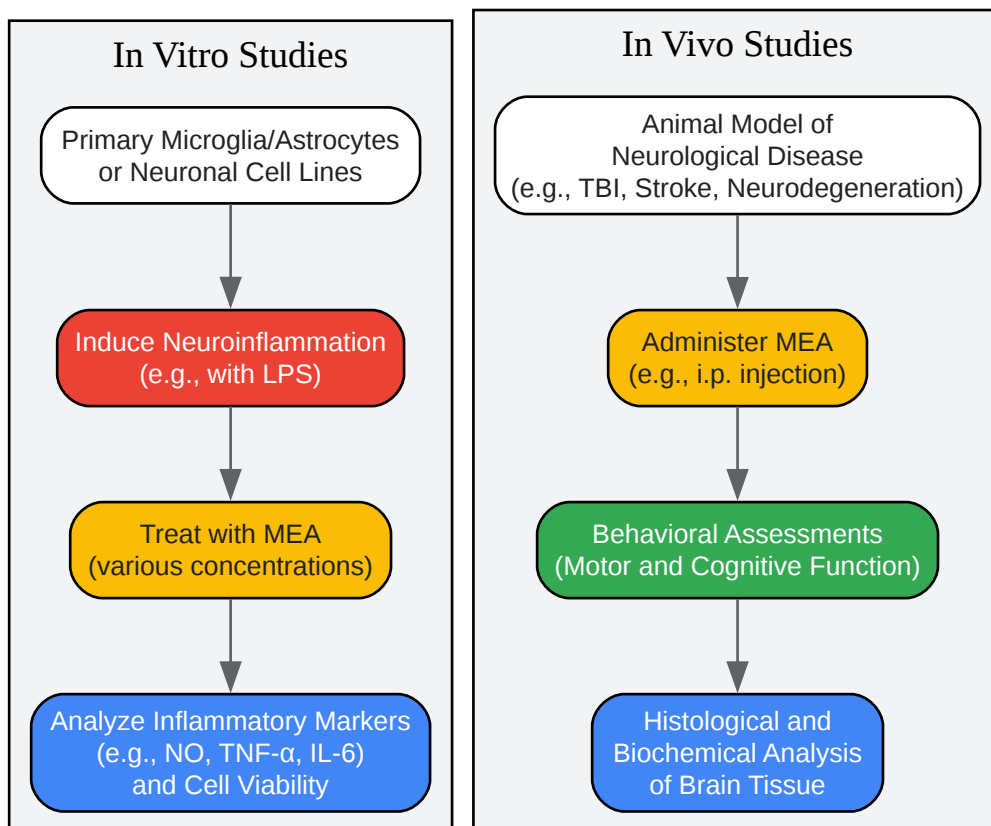 In Vitro Studies
Primary Microglia/Astrocytes
or Neuronal Cell Lines
Induce Neuroinflammation
(e.g., with LPS)
Treat with MEA
(various concentrations)
Analyze Inflammatory Markers
(e.g., NO, TNF-α, IL-6)
and Cell Viability
In Vivo Studies
Animal Model of
Neurological Disease
(e.g., TBI, Stroke, Neurodegeneration)
Administer MEA
(e.g., i.p. injection)
Behavioral Assessments
(Motor and Cognitive Function)
Histological and
Biochemical Analysis
of Brain Tissue